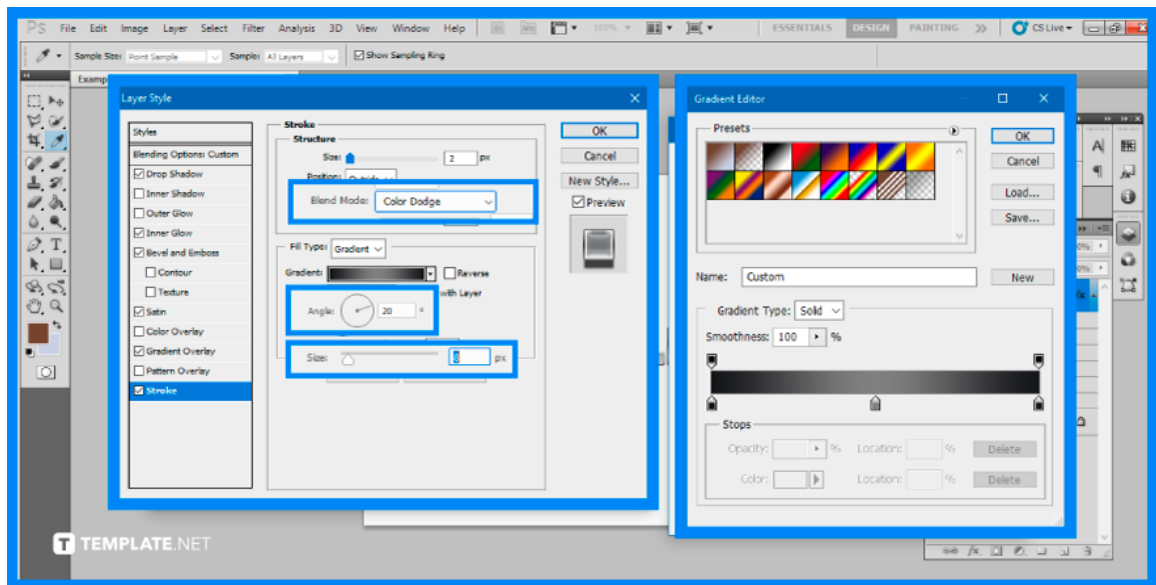 PS File Edit Image Layer Select Filter Analysis 3D View Window Help 100% ESSENTIALS DESIGN PAINTING CS Live
Sample Size: Point Sample Sample: All Layers Show Sampling Ring
Examp
Layer Style
Styles
Blending Options: Custom
Drop Shadow
Inner Shadow
Outer Glow
Inner Glow
Bevel and Emboss
Contour
Texture
Satin
Color Overlay
Gradient Overlay
Pattern Overlay
Stroke
Stroke
Structure
Size: 2 px
Position: Outside
Blend Mode: Color Dodge
Fill Type: Gradient
Gradient: Reverse
with Layer
Angle: 20 °
Size: px
OK
Cancel
New Style...
Preview
Gradient Editor
Presets
OK
Cancel
Load...
Save...
Name: Custom New
Gradient Type: Solid
Smoothness: 100 %
Stops
Opacity: % Location: % Delete
Color: Location: % Delete
T TEMPLATE.NET